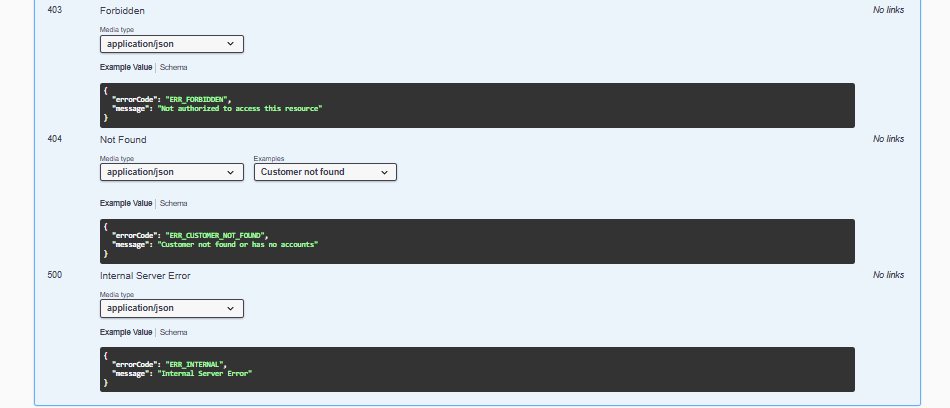 403 Forbidden No links
Media type
application/json
Example Value | Schema
{
"errorCode": "ERR_FORBIDDEN",
"message": "Not authorized to access this resource"
}
404 Not Found No links
Media type Examples
application/json Customer not found
Example Value | Schema
{
"errorCode": "ERR_CUSTOMER_NOT_FOUND",
"message": "Customer not found or has no accounts"
}
500 Internal Server Error No links
Media type
application/json
Example Value | Schema
{
"errorCode": "ERR_INTERNAL",
"message": "Internal Server Error"
}